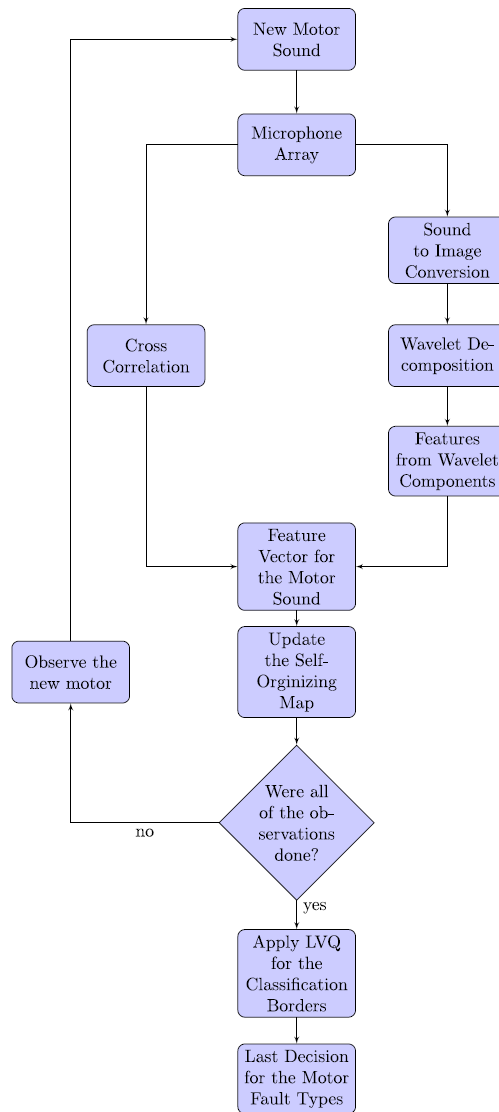 New Motor
Sound
Microphone
Array
Sound
to Image
Conversion
Cross
Correlation
Wavelet De-
composition
Features
from Wavelet
Components
Feature
Vector for
the Motor
Sound
Update
the Self-
Orginizing
Map
Observe the
new motor
Were all
of the ob-
servations
done?
no
yes
Apply LVQ
for the
Classification
Borders
Last Decision
for the Motor
Fault Types